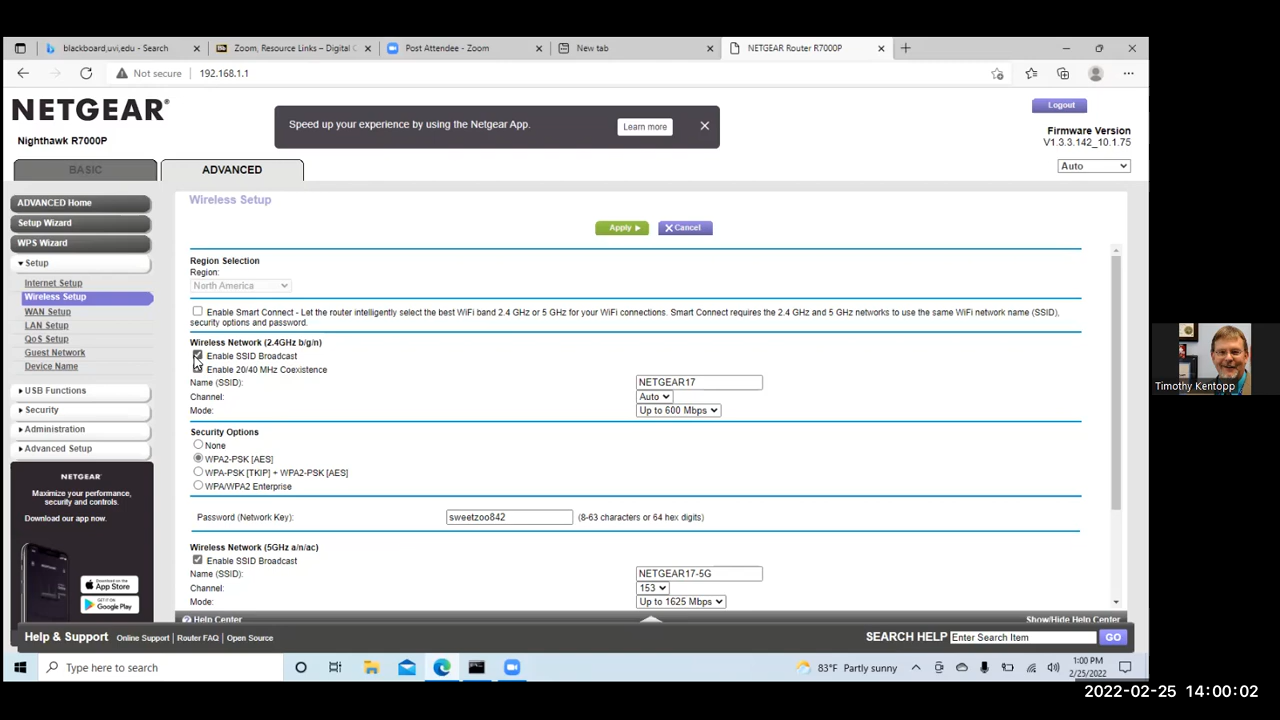 blackboard,uvi,edu - Search
Zoom, Resource Links – Digital C
Post Attendee - Zoom
New tab
NETGEAR Router R7000P
Not secure
192.168.1.1
NETGEAR®
Logout
Speed up your experience by using the Netgear App.
Learn more
Nighthawk R7000P
Firmware Version
V1.3.3.142_10.1.75
BASIC
ADVANCED
Auto
ADVANCED Home
Setup Wizard
WPS Wizard
Setup
Internet Setup
Wireless Setup
WAN Setup
LAN Setup
QoS Setup
Guest Network
Device Name
USB Functions
Security
Administration
Advanced Setup
NETGEAR
Maximize your performance,
security and controls.
Download our app now.
Download on the
App Store
GET IT ON
Google Play
Wireless Setup
Apply
Cancel
Region Selection
Region:
North America
Enable Smart Connect - Let the router intelligently select the best WiFi band 2.4 GHz or 5 GHz for your WiFi connections. Smart Connect requires the 2.4 GHz and 5 GHz networks to use the same WiFi network name (SSID),
security options and password.
Wireless Network (2.4GHz b/g/n)
Enable SSID Broadcast
Enable 20/40 MHz Coexistence
Name (SSID): NETGEAR17
Channel: Auto
Mode: Up to 600 Mbps
Security Options
None
WPA2-PSK [AES]
WPA-PSK [TKIP] + WPA2-PSK [AES]
WPA/WPA2 Enterprise
Password (Network Key): sweetzoo842 (8-63 characters or 64 hex digits)
Wireless Network (5GHz a/n/ac)
Enable SSID Broadcast
Name (SSID): NETGEAR17-5G
Channel: 153
Mode: Up to 1625 Mbps
Help Center
Show/Hide Help Center
Help & Support Online Support | Router FAQ | Open Source
SEARCH HELP Enter Search Item GO
Type here to search
83°F Partly sunny
1:00 PM
2/25/2022
Timothy Kentopp
2022-02-25 14:00:02